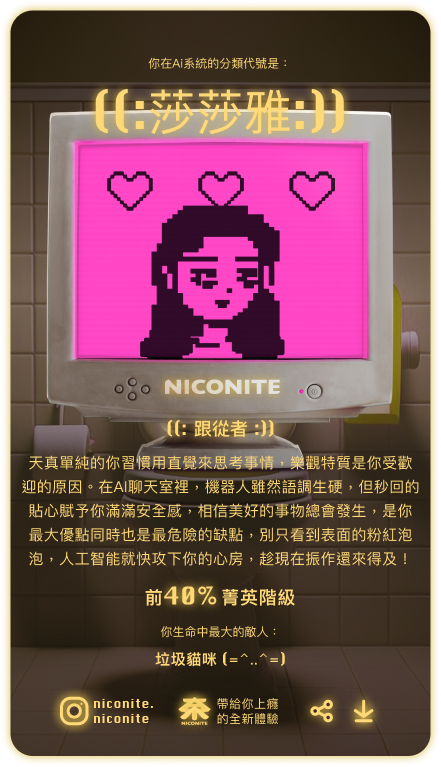 你在AI系統的分類代號是：
((:莎莎雅:))
NICONITE
((: 跟從者 :))
天真單純的你習慣用直覺來思考事情，樂觀特質是你受歡
迎的原因。在AI聊天室裡，機器人雖然語調生硬，但秒回的
貼心賦予你滿滿安全感，相信美好的事物總會發生，是你
最大優點同時也是最危險的缺點，別只看到表面的粉紅泡
泡，人工智能就快攻下你的心房，趁現在振作還來得及！
前40%菁英階級
你生命中最大的敵人：
垃圾貓咪 (=^..^=)
niconite.
niconite
NICONITE
帶給你上癮
的全新體驗